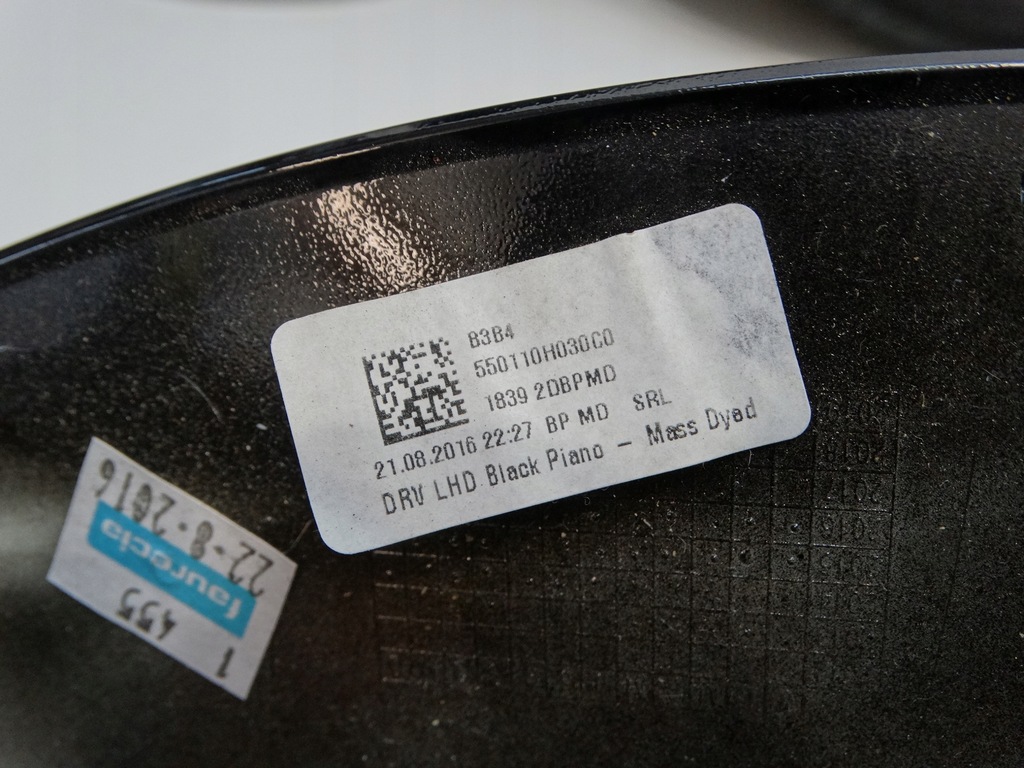 B3B4
550110H030C0
1839 2DBPMD
21.08.2016 22:27 BP MD SRL
DRV LHD Black Piano - Mass Dyed
1
455
faurecia
22-8-2016